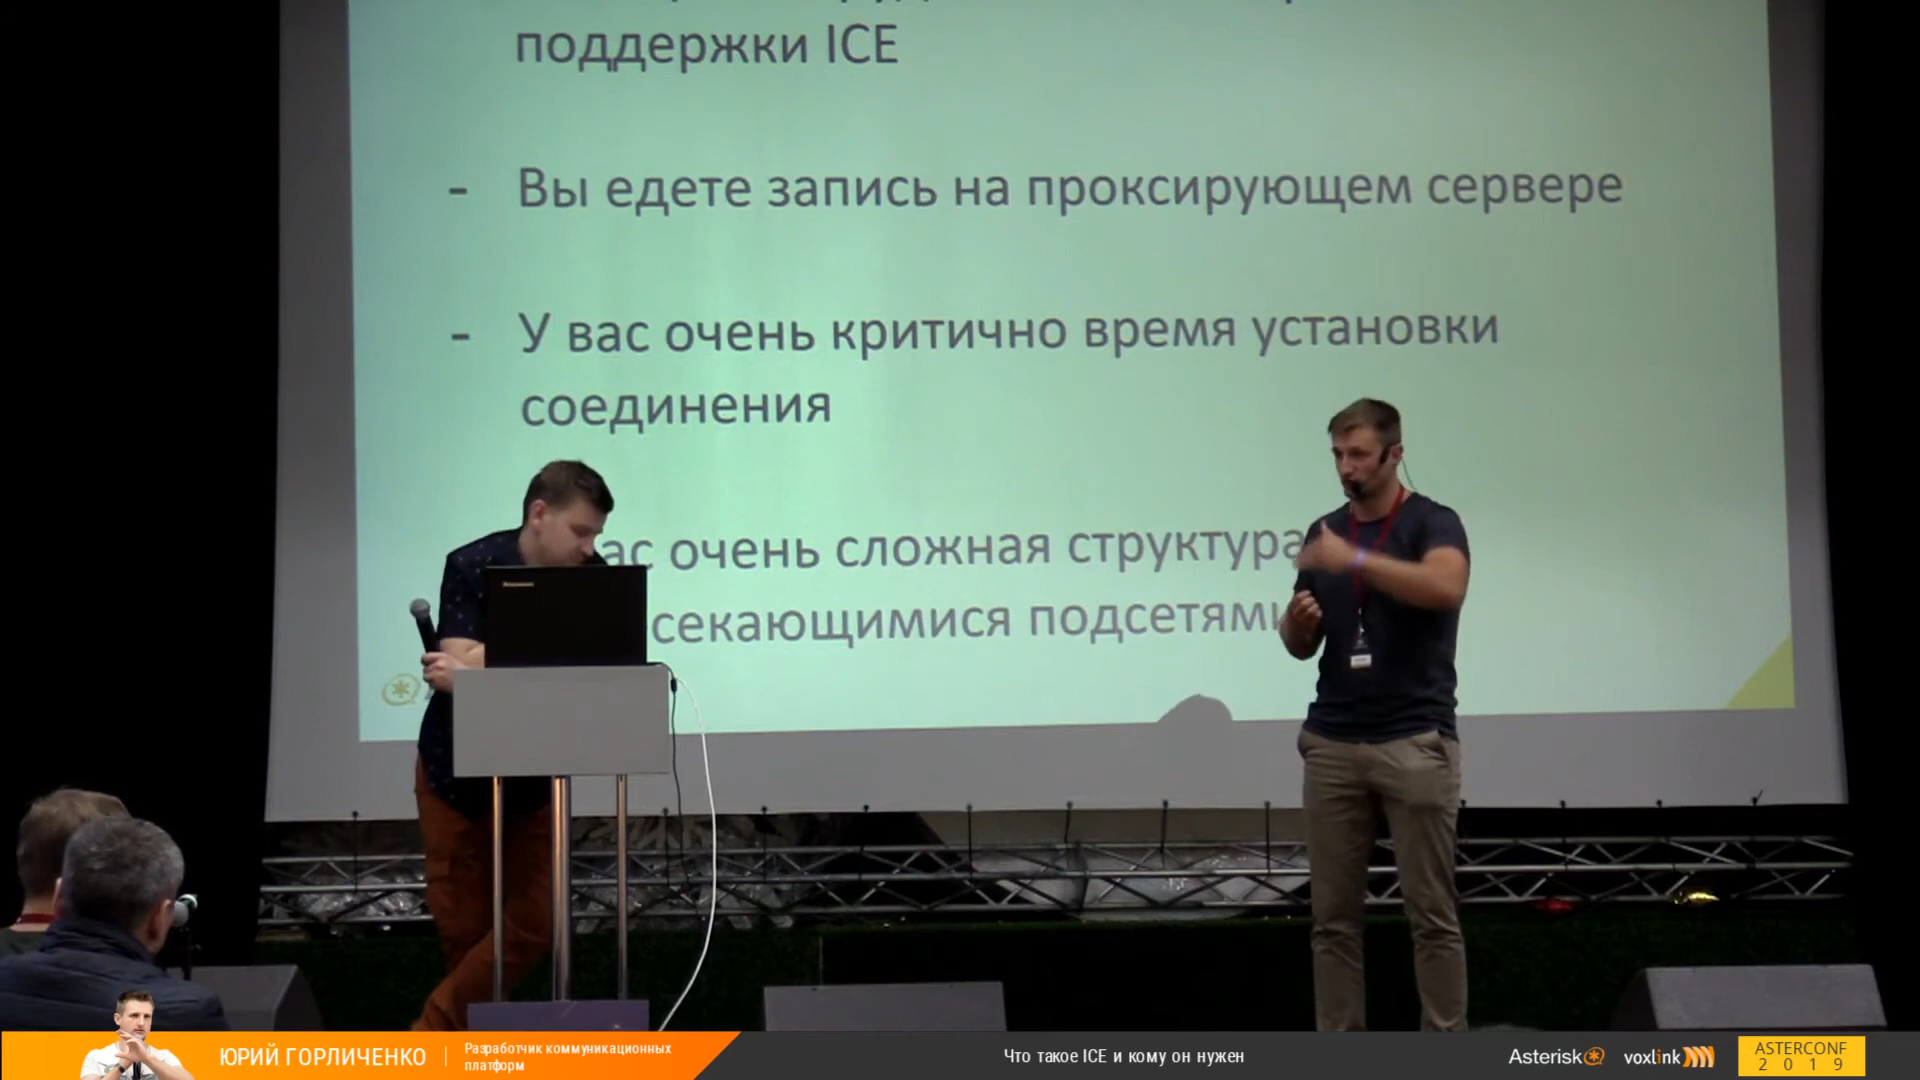 поддержки ICE
- Вы едете запись на проксирующем сервере
- У вас очень критично время установки
соединения
очень сложная структура
подсетями
ЮРИЙ ГОРЛИЧЕНКО
Разработчик коммуникационных
платформ
Что такое ICE и кому он нужен
Asterisk
voxlink
ASTERCONF
2 0 1 9